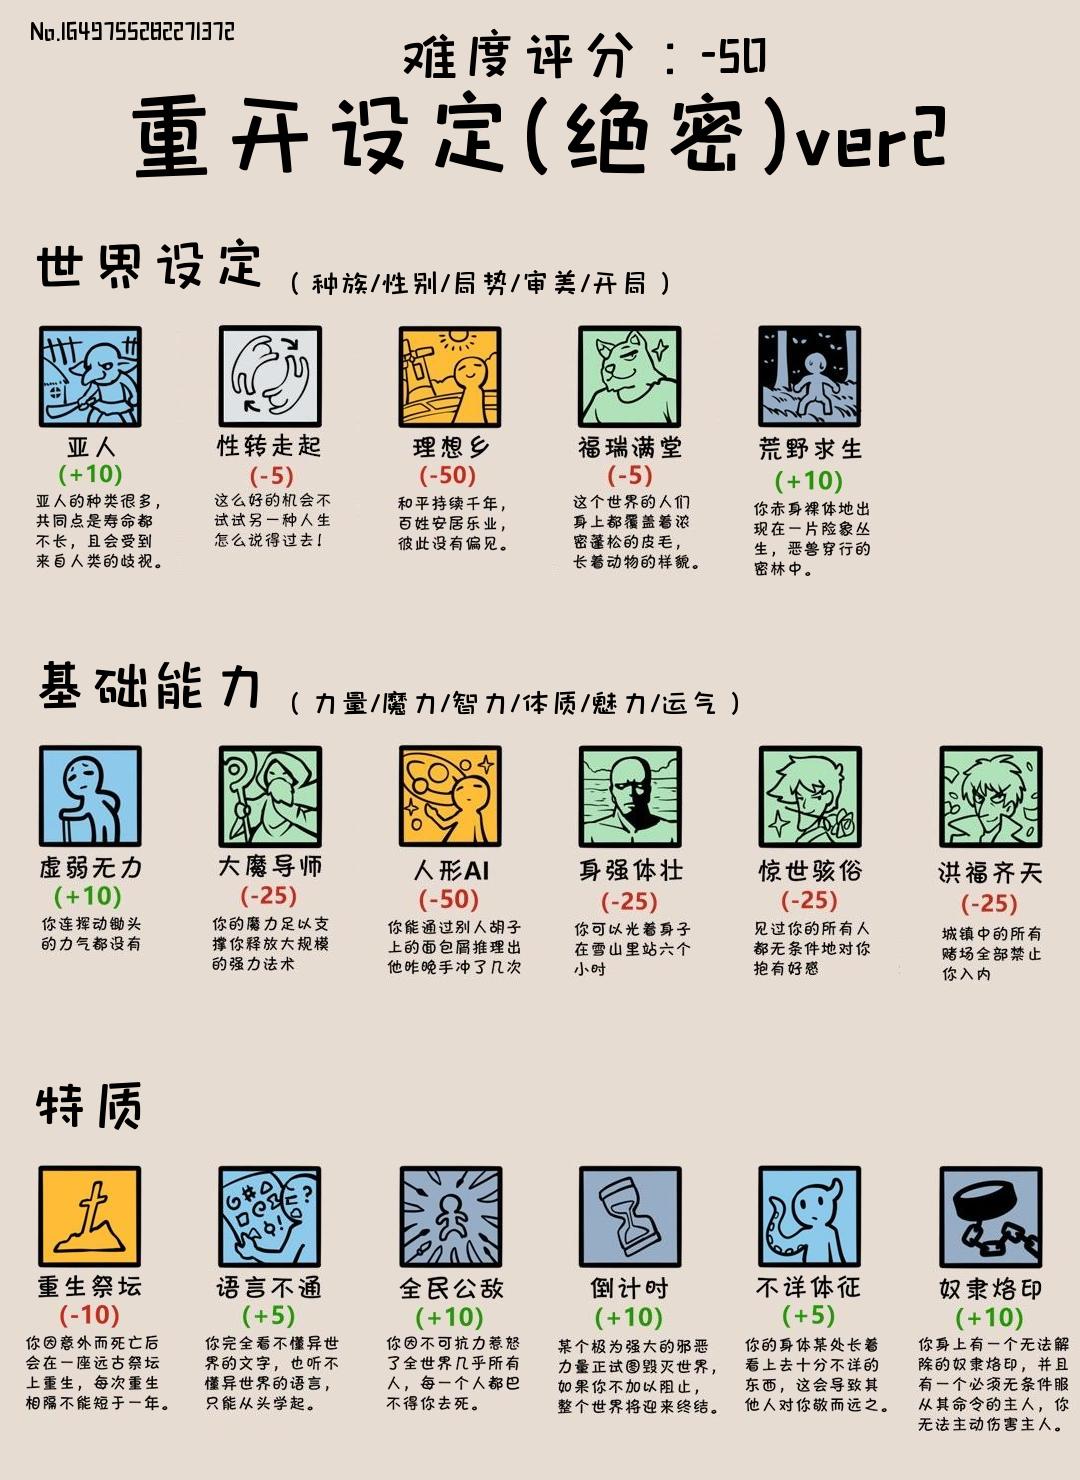 No.1649755282271372
难度评分：-50
重开设定(绝密)ver2
世界设定 （种族/性别/局势/审美/开局）
亚人
(+10)
亚人的种类很多，
共同点是寿命都
不长，且会受到
来自人类的歧视。
性转走起
(-5)
这么好的机会不
试试另一种人生
怎么说得过去！
理想乡
(-50)
和平持续千年，
百姓安居乐业，
彼此没有偏见。
福瑞满堂
(-5)
这个世界的人们
身上都覆盖着浓
密蓬松的皮毛，
长着动物的样貌。
荒野求生
(+10)
你赤身裸体地出
现在一片险象丛
生，恶兽穿行的
密林中。
基础能力 （力量/魔力/智力/体质/魅力/运气）
虚弱无力
(+10)
你连挥动锄头
的力气都没有
大魔导师
(-25)
你的魔力足以支
撑你释放大规模
的强力法术
人形AI
(-50)
你能通过别人胡子
上的面包屑推理出
他昨晚手冲了几次
身强体壮
(-25)
你可以光着身子
在雪山里站六个
小时
惊世骇俗
(-25)
见过你的所有人
都无条件地对你
抱有好感
洪福齐天
(-25)
城镇中的所有
赌场全部禁止
你入内
特质
重生祭坛
(-10)
你因意外而死亡后
会在一座远古祭坛
上重生，每次重生
相隔不能短于一年。
语言不通
(+5)
你完全看不懂异世
界的文字，也听不
懂异世界的语言，
只能从头学起。
全民公敌
(+10)
你因不可抗力惹怒
了全世界几乎所有
人，每一个人都巴
不得你去死。
倒计时
(+10)
某个极为强大的邪恶
力量正试图毁灭世界，
如果你不加以阻止，
整个世界将迎来终结。
不详体征
(+5)
你的身体某处长着
看上去十分不详的
东西，这会导致其
他人对你敬而远之。
奴隶烙印
(+10)
你身上有一个无法解
除的奴隶烙印，并且
有一个必须无条件服
从其命令的主人，你
无法主动伤害主人。